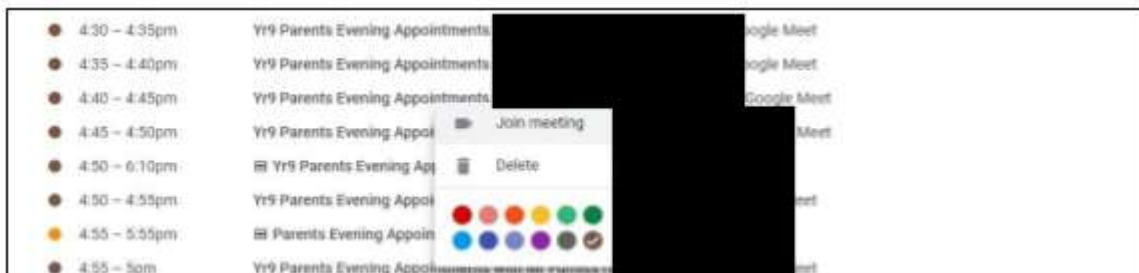 4:30 – 4:35pm Yr9 Parents Evening Appointments Google Meet
4:35 – 4:40pm Yr9 Parents Evening Appointments oogle Meet
4:40 – 4:45pm Yr9 Parents Evening Appointments Google Meet
4:45 – 4:50pm Yr9 Parents Evening Appoi Meet
Join meeting
4:50 – 6:10pm Yr9 Parents Evening Ap
Delete
4:50 – 4:55pm Yr9 Parents Evening Appoi eet
4:55 – 5:55pm Parents Evening Appoin
4:55 – 5pm Yr9 Parents Evening Appointments eet